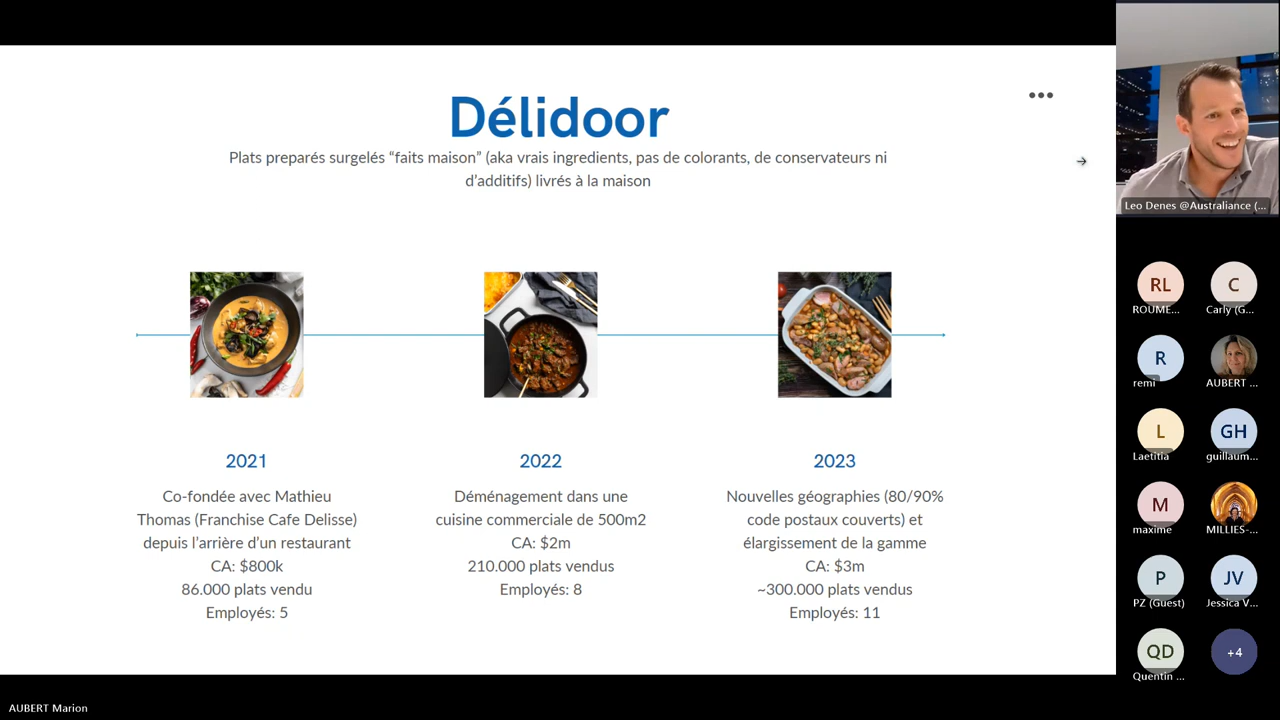 Délidoor
Plats preparés surgelés “faits maison” (aka vrais ingredients, pas de colorants, de conservateurs ni
d’additifs) livrés à la maison
2021
Co-fondée avec Mathieu
Thomas (Franchise Cafe Delisse)
depuis l’arrière d’un restaurant
CA: $800k
86.000 plats vendu
Employés: 5
2022
Déménagement dans une
cuisine commerciale de 500m2
CA: $2m
210.000 plats vendus
Employés: 8
2023
Nouvelles géographies (80/90%
code postaux couverts) et
élargissement de la gamme
CA: $3m
~300.000 plats vendus
Employés: 11
Leo Denes @Australiance (...
RL
ROUME...
C
Carly (G...
R
remi
AUBERT ...
L
Laetitia
GH
guillaum...
M
maxime
MILLIES-...
P
PZ (Guest)
JV
Jessica V...
QD
Quentin ...
+4
AUBERT Marion